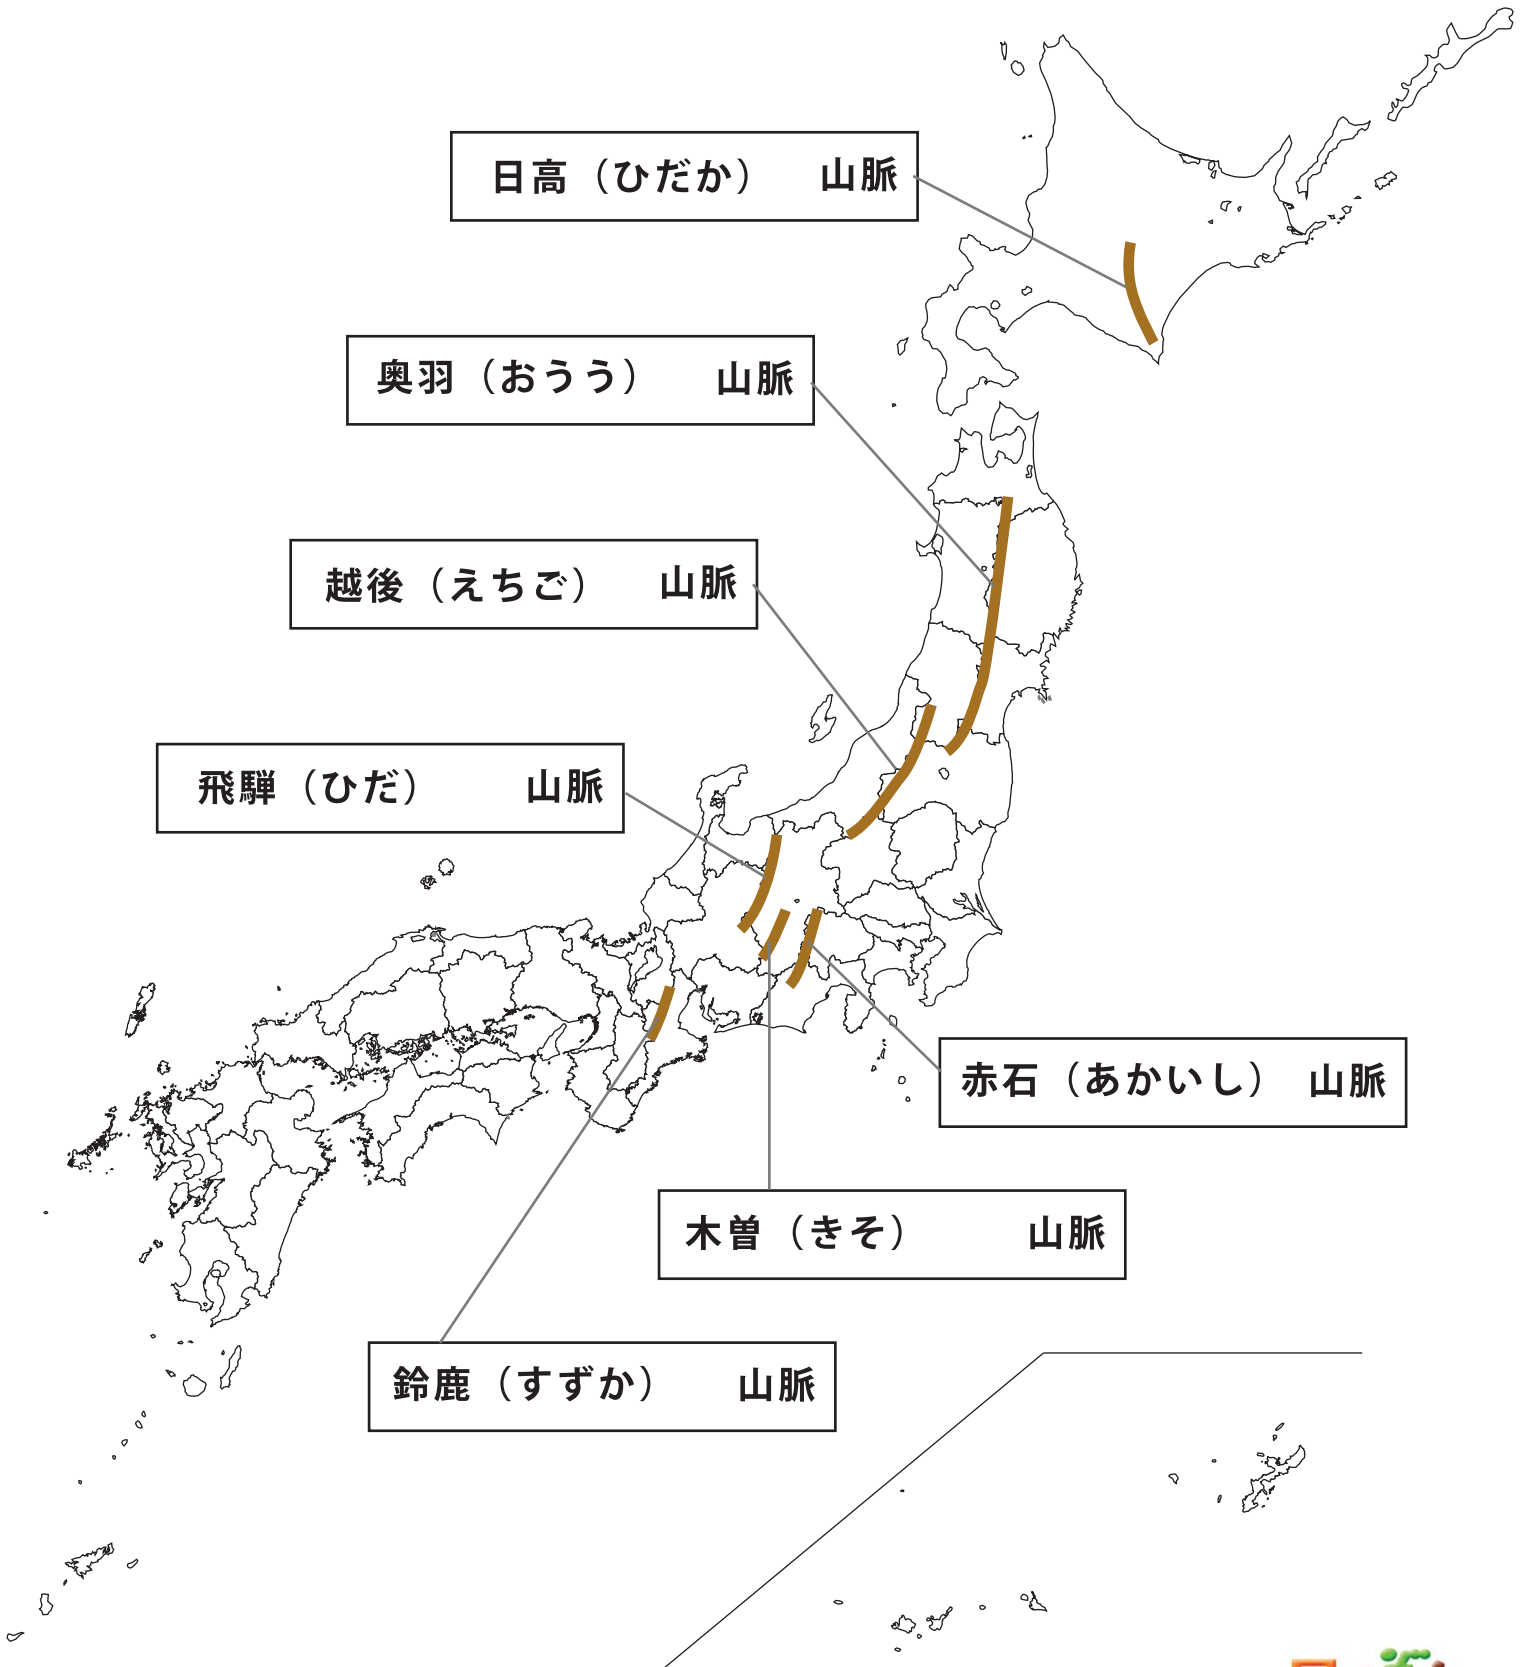 日高（ひだか） 山脈
奥羽（おうう） 山脈
越後（えちご） 山脈
飛騨（ひだ） 山脈
赤石（あかいし） 山脈
木曽（きそ） 山脈
鈴鹿（すずか） 山脈